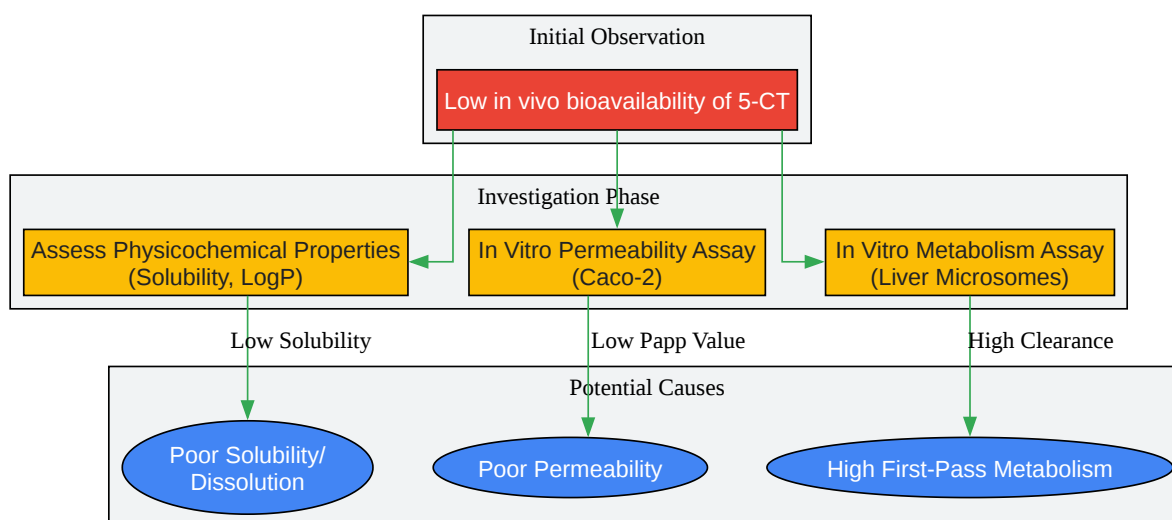 Initial Observation
Low in vivo bioavailability of 5-CT
Investigation Phase
Assess Physicochemical Properties
(Solubility, LogP)
In Vitro Permeability Assay
(Caco-2)
In Vitro Metabolism Assay
(Liver Microsomes)
Low Solubility
Low Papp Value
High Clearance
Potential Causes
Poor Solubility/
Dissolution
Poor Permeability
High First-Pass Metabolism